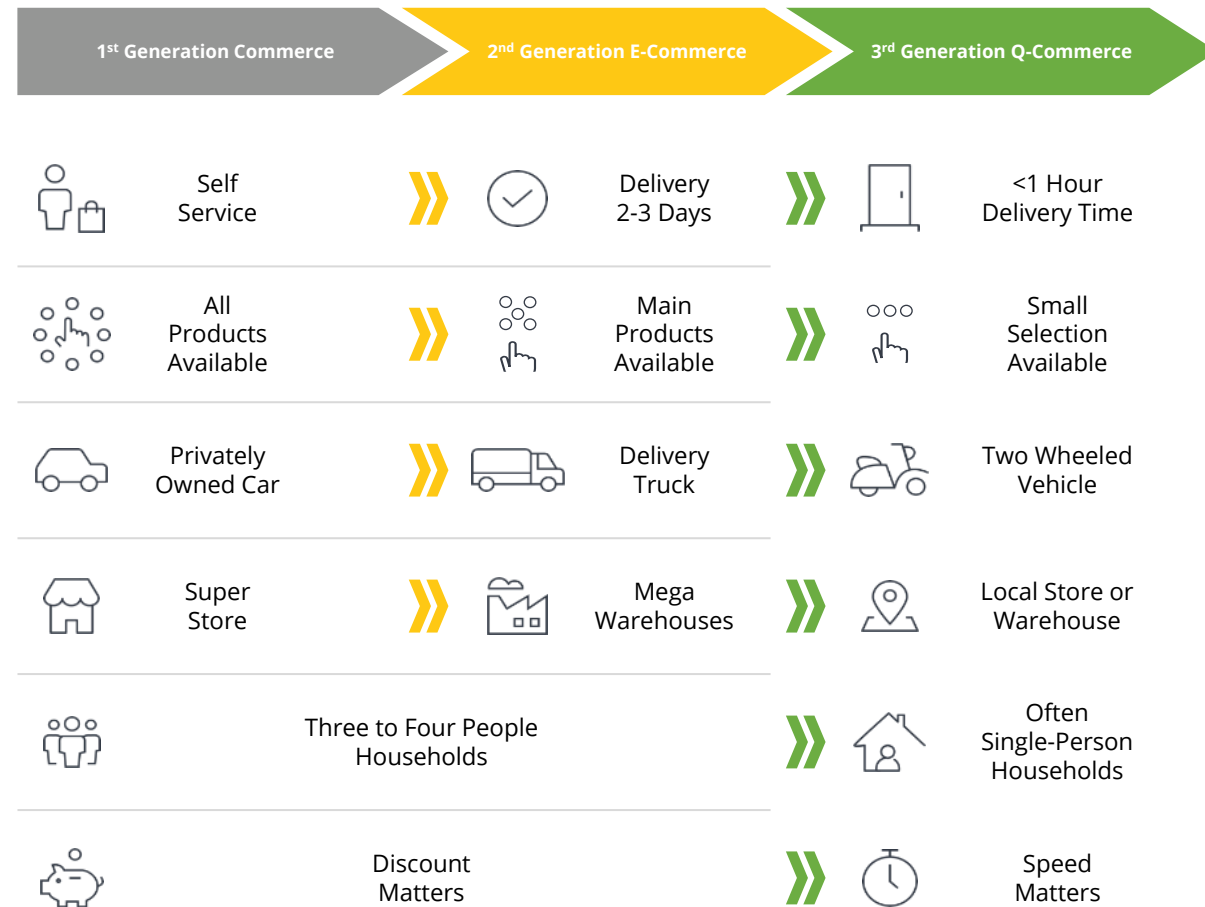 1st Generation Commerce
2nd Generation E-Commerce
3rd Generation Q-Commerce
Self
Service
Delivery
2-3 Days
<1 Hour
Delivery Time
All
Products
Available
Main
Products
Available
Small
Selection
Available
Privately
Owned Car
Delivery
Truck
Two Wheeled
Vehicle
Super
Store
Mega
Warehouses
Local Store or
Warehouse
Three to Four People
Households
Often
Single-Person
Households
Discount
Matters
Speed
Matters